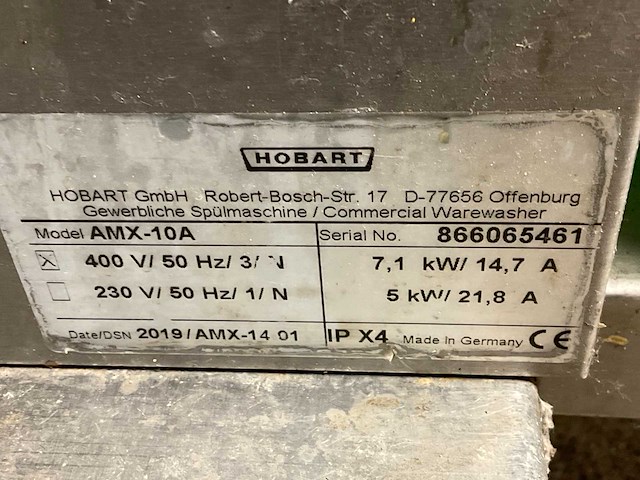 HOBART
HOBART GmbH Robert-Bosch-Str. 17 D-77656 Offenburg
Gewerbliche Spülmaschine / Commercial Warewasher
Model AMX-10A Serial No. 866065461
400 V/ 50 Hz/ 3/ N 7,1 kW/ 14,7 A
230 V/ 50 Hz/ 1/ N 5 kW/ 21,8 A
Date/DSN 2019/AMX-14 01 IP X4 Made in Germany CE